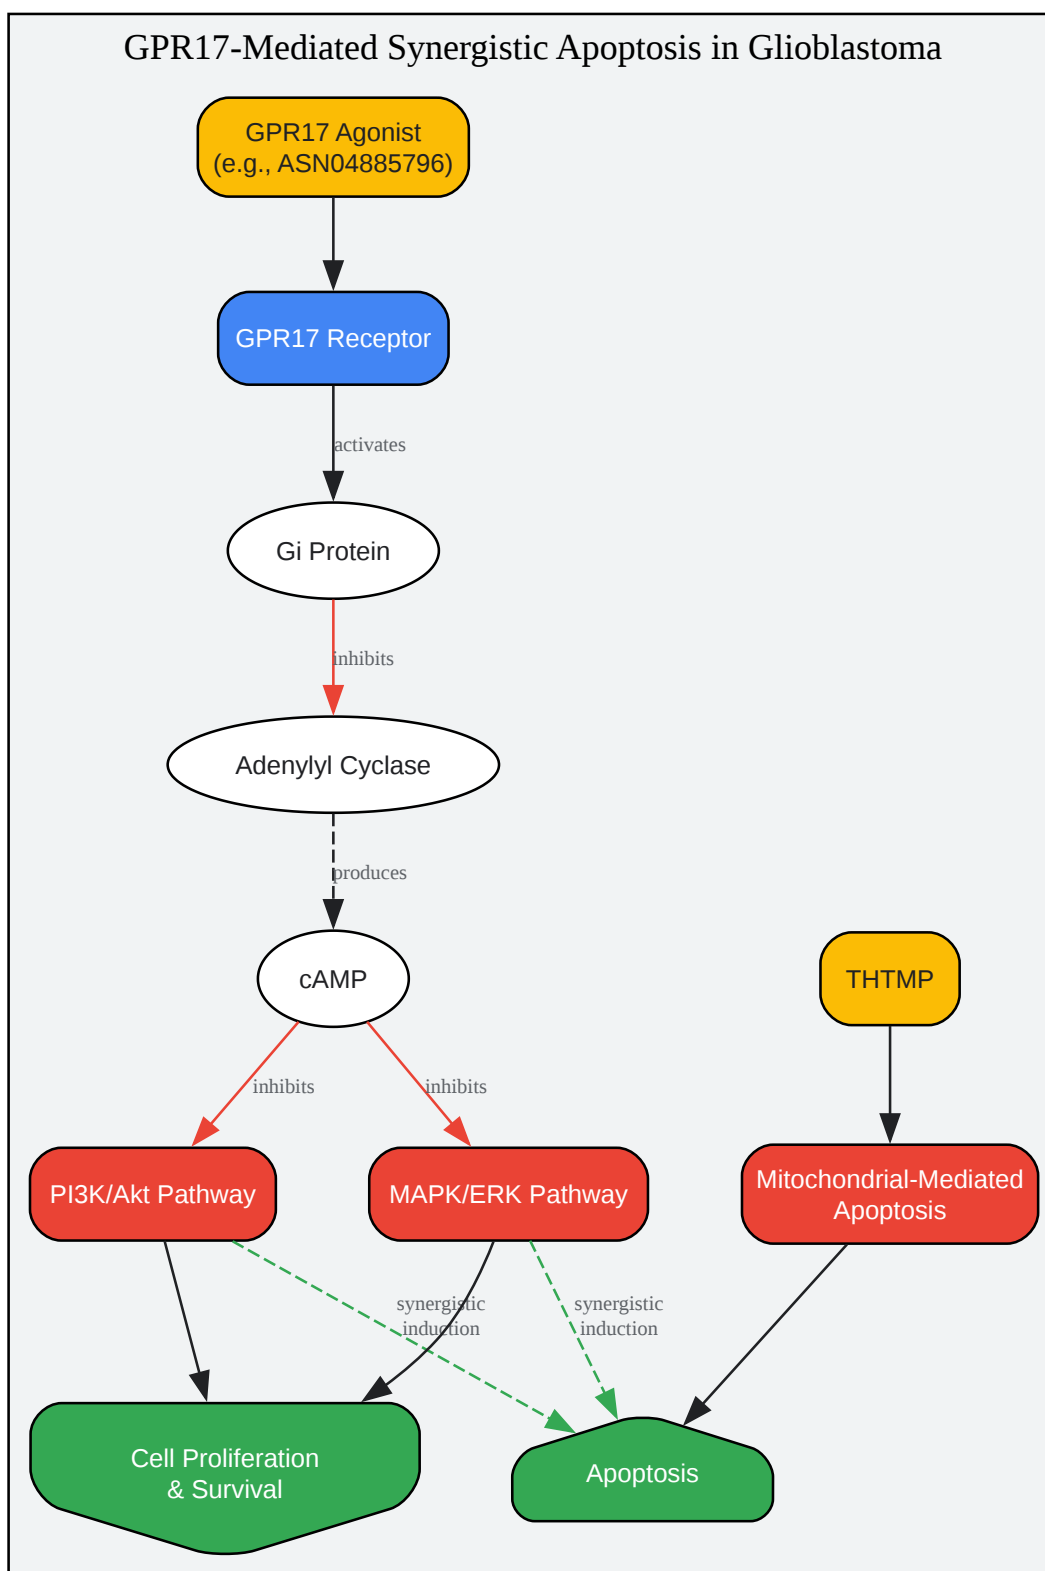 GPR17-Mediated Synergistic Apoptosis in Glioblastoma
GPR17 Agonist
(e.g., ASN04885796)
GPR17 Receptor
activates
Gi Protein
inhibits
Adenylyl Cyclase
produces
cAMP
THTMP
inhibits
inhibits
PI3K/Akt Pathway
MAPK/ERK Pathway
Mitochondrial-Mediated
Apoptosis
synergistic
induction
synergistic
induction
Cell Proliferation
& Survival
Apoptosis